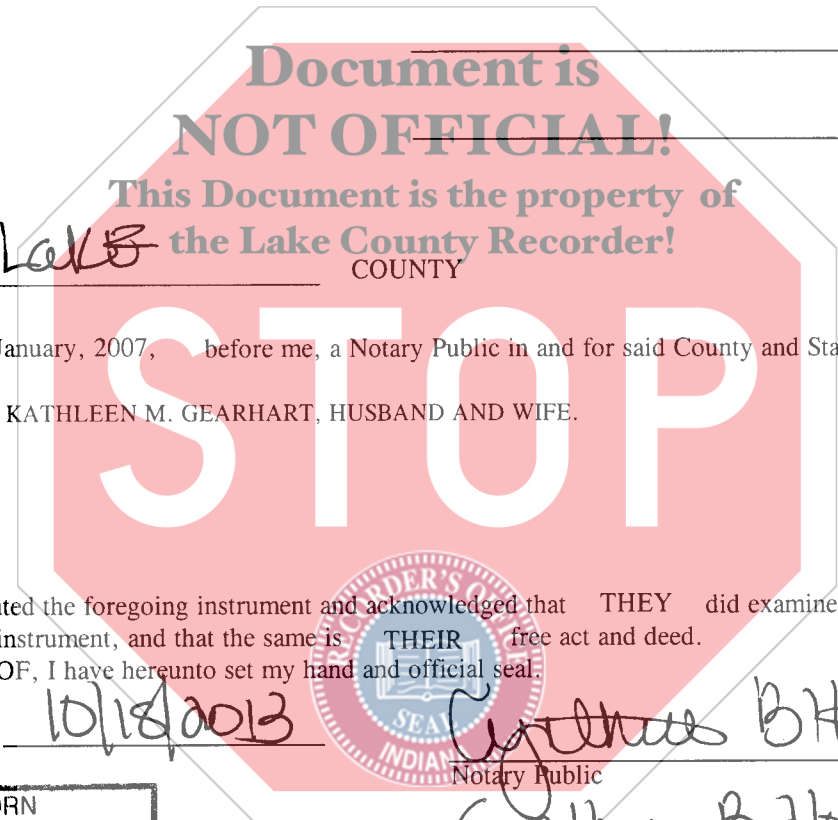 Document is
NOT OFFICIAL!
This Document is the property of
the Lake County Recorder!
Lake COUNTY
January, 2007, before me, a Notary Public in and for said County and Sta
KATHLEEN M. GEARHART, HUSBAND AND WIFE.
STOP
ted the foregoing instrument and acknowledged that THEY did examine
instrument, and that the same is THEIR free act and deed.
OF, I have hereunto set my hand and official seal.
RECORDER'S OFFICE
SEAL
INDIANA
10/18/2013
Notary Public
RN